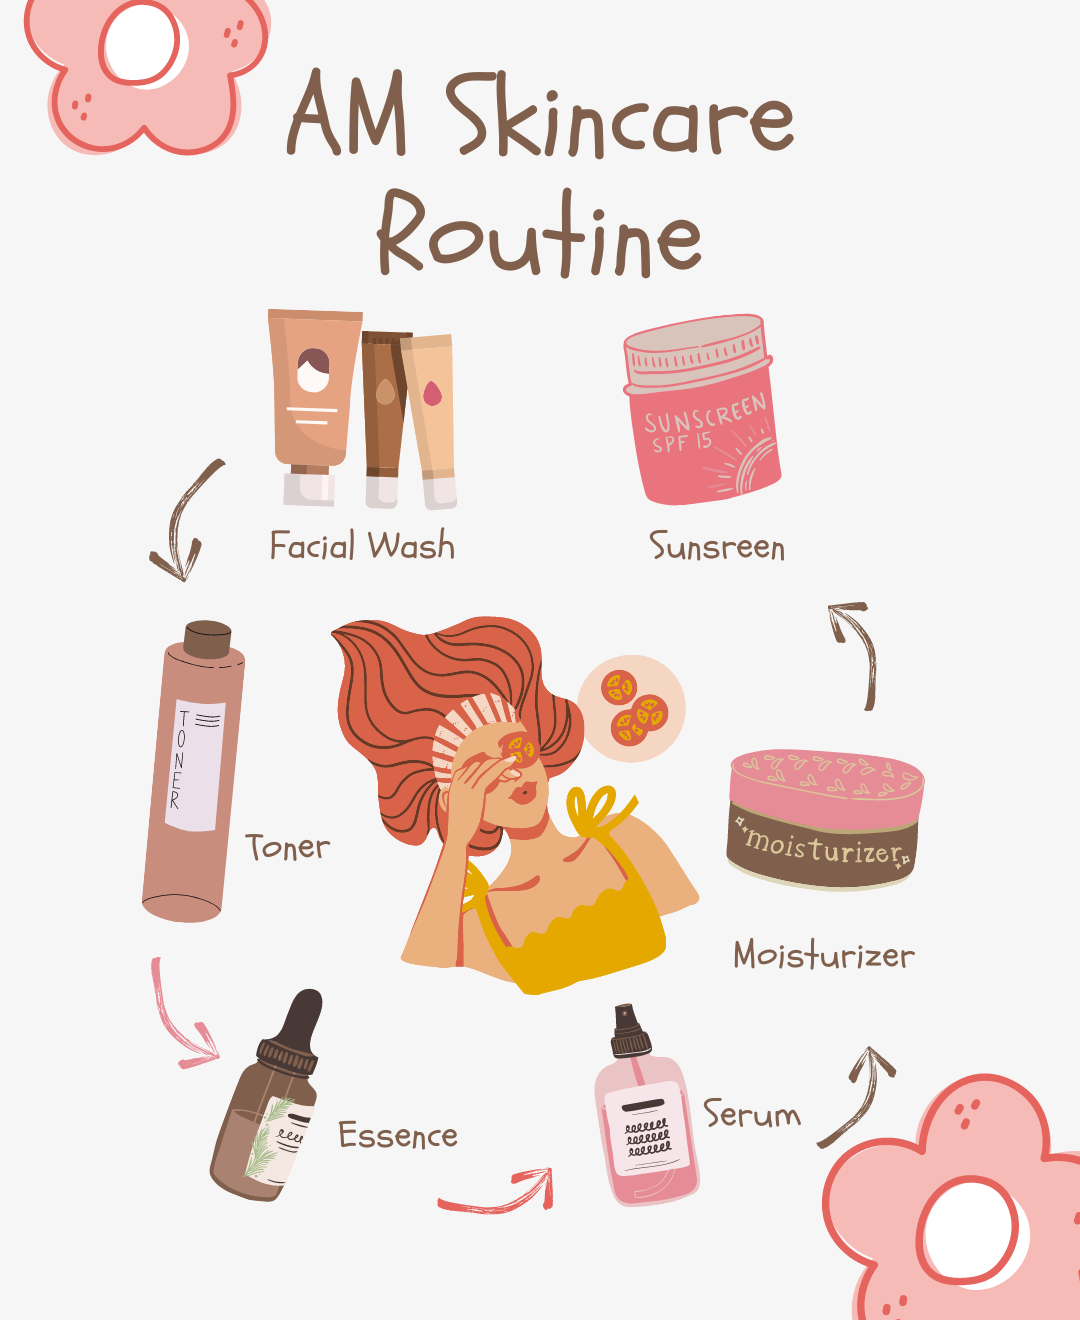 AM Skincare
Routine
SUNSCREEN
SPF 15
Facial Wash
Sunsreen
TONER
Toner
moisturizer
Moisturizer
Essence
Serum